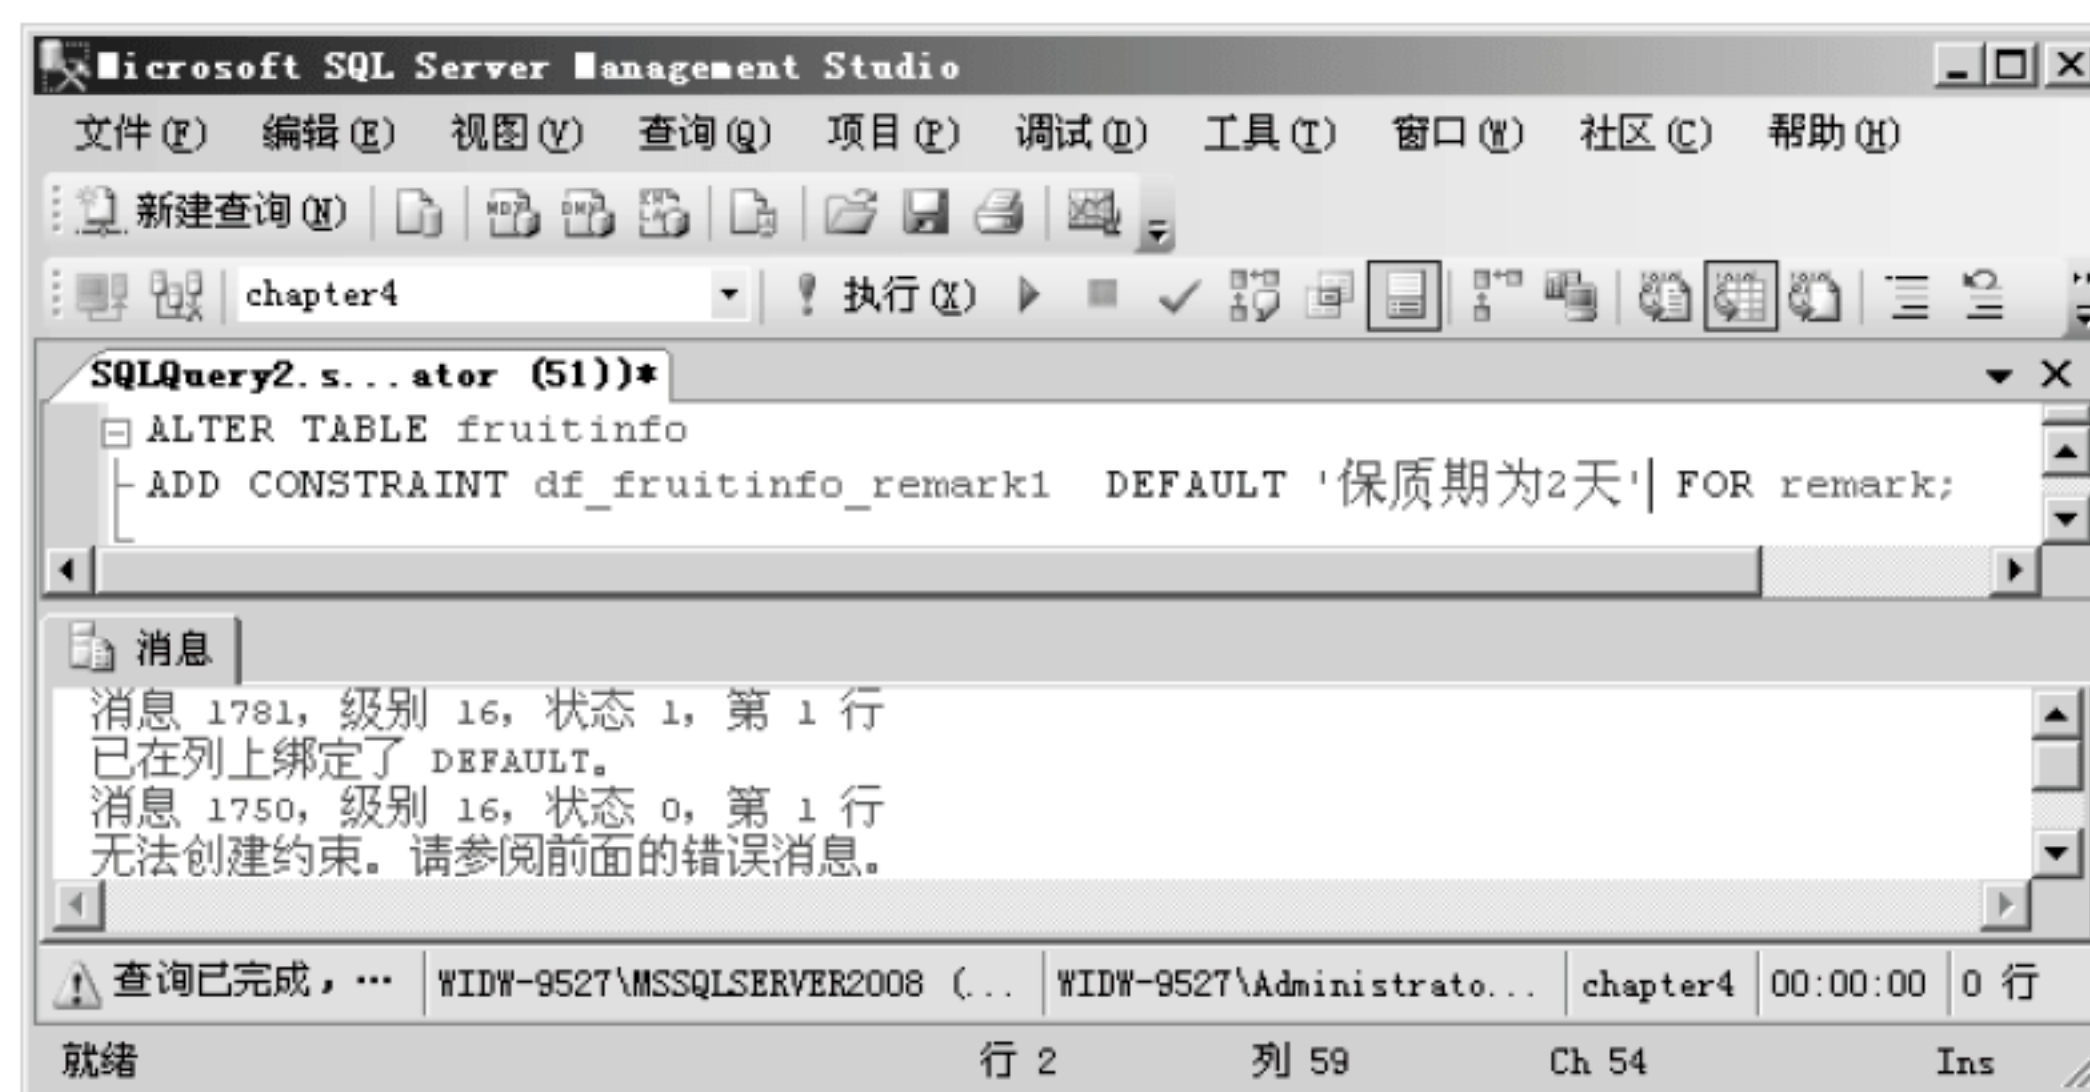 Microsoft SQL Server Management Studio
文件(F) 编辑(E) 视图(V) 查询(Q) 项目(P) 调试(D) 工具(T) 窗口(W) 社区(C) 帮助(H)
新建查询(N)
chapter4 执行(X)
SQLQuery2.s...ator (51))*
ALTER TABLE fruitinfo
ADD CONSTRAINT df_fruitinfo_remark1 DEFAULT '保质期为2天' FOR remark;
消息
消息 1781，级别 16，状态 1，第 1 行
已在列上绑定了 DEFAULT。
消息 1750，级别 16，状态 0，第 1 行
无法创建约束。请参阅前面的错误消息。
查询已完成，… WIDW-9527\MSSQLSERVER2008 (... WIDW-9527\Administrato... chapter4 00:00:00 0 行
就绪 行 2 列 59 Ch 54 Ins